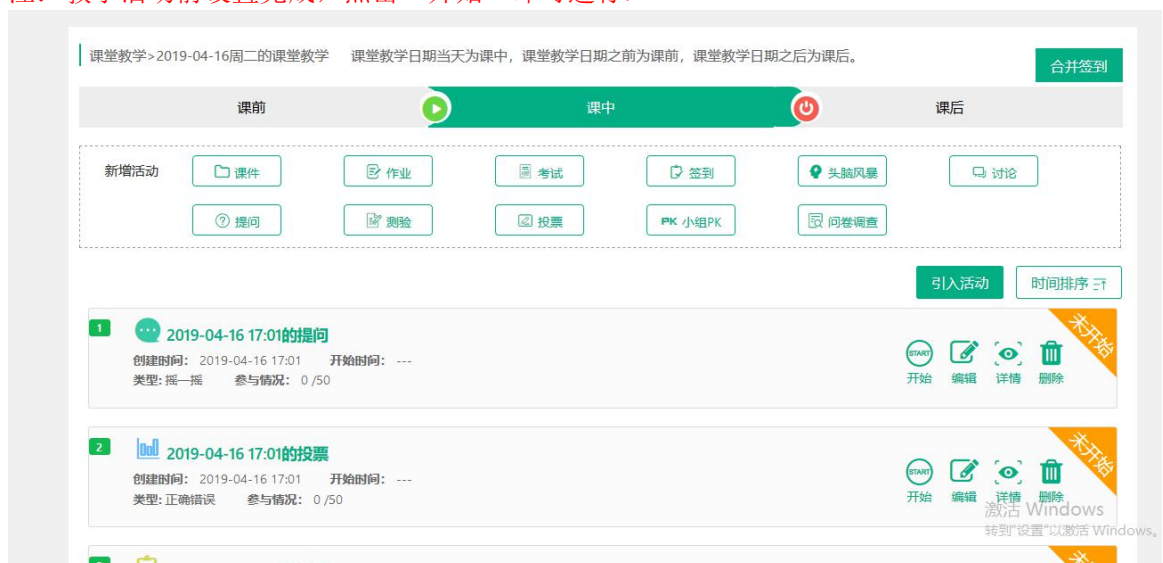 课堂教学>2019-04-16周二的课堂教学 课堂教学日期当天为课中，课堂教学日期之前为课前，课堂教学日期之后为课后。
合并签到
课前 课中 课后
新增活动 课件 作业 考试 签到 头脑风暴 讨论
提问 测验 投票 PK 小组PK 问卷调查
引入活动 时间排序
1 2019-04-16 17:01的提问 未开始
创建时间： 2019-04-16 17:01 开始时间： ---
类型: 摇一摇 参与情况： 0 /50
START 开始 编辑 详情 删除
2 2019-04-16 17:01的投票 未开始
创建时间： 2019-04-16 17:01 开始时间： ---
类型: 正确错误 参与情况： 0 /50
START 开始 编辑 详情 删除
激活 Windows
转到"设置"以激活 Windows。